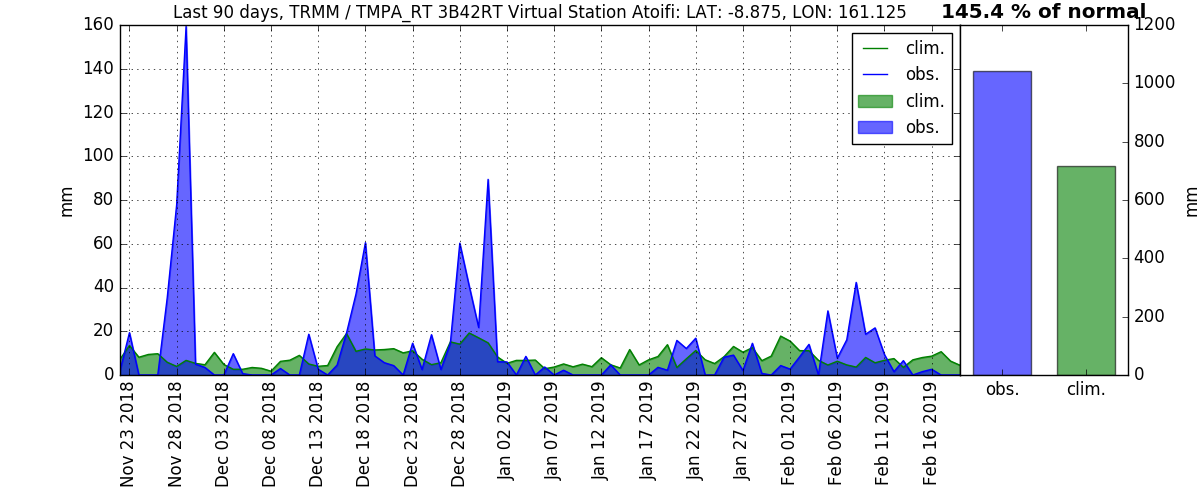 Last 90 days, TRMM / TMPA_RT 3B42RT Virtual Station Atoifi: LAT: -8.875, LON: 161.125
145.4 % of normal
160
140
120
100
80
60
40
20
0
mm
clim.
obs.
clim.
obs.
1200
1000
800
600
400
200
0
mm
Nov 23 2018
Nov 28 2018
Dec 03 2018
Dec 08 2018
Dec 13 2018
Dec 18 2018
Dec 23 2018
Dec 28 2018
Jan 02 2019
Jan 07 2019
Jan 12 2019
Jan 17 2019
Jan 22 2019
Jan 27 2019
Feb 01 2019
Feb 06 2019
Feb 11 2019
Feb 16 2019
obs.
clim.